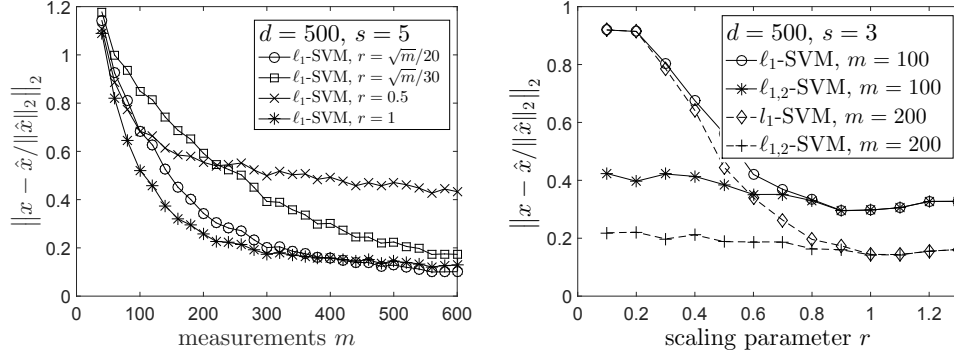 1.2
1
0.8
0.6
0.4
0.2
0
0 100 200 300 400 500 600
measurements m
||x − x̂/||x̂||₂||₂
d = 500, s = 5
ℓ₁-SVM, r = √m/20
ℓ₁-SVM, r = √m/30
ℓ₁-SVM, r = 0.5
ℓ₁-SVM, r = 1
1
0.8
0.6
0.4
0.2
0
0 0.2 0.4 0.6 0.8 1.0 1.2
scaling parameter r
||x − x̂/||x̂||₂||₂
d = 500, s = 3
ℓ₁-SVM, m = 100
ℓ₁,₂-SVM, m = 100
l₁-SVM, m = 200
ℓ₁,₂-SVM, m = 200